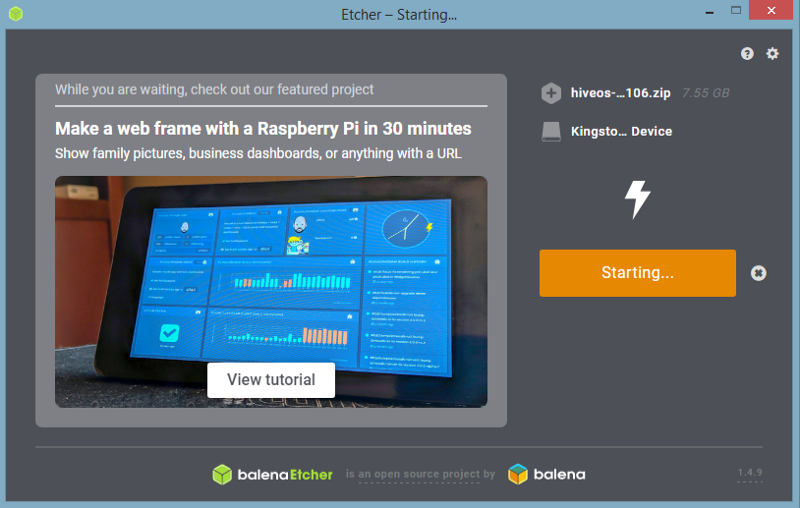 Etcher – Starting...
While you are waiting, check out our featured project
Make a web frame with a Raspberry Pi in 30 minutes
Show family pictures, business dashboards, or anything with a URL
View tutorial
hiveos-...106.zip 7.55 GB
Kingsto... Device
Starting...
balenaEtcher is an open source project by balena
1.4.9